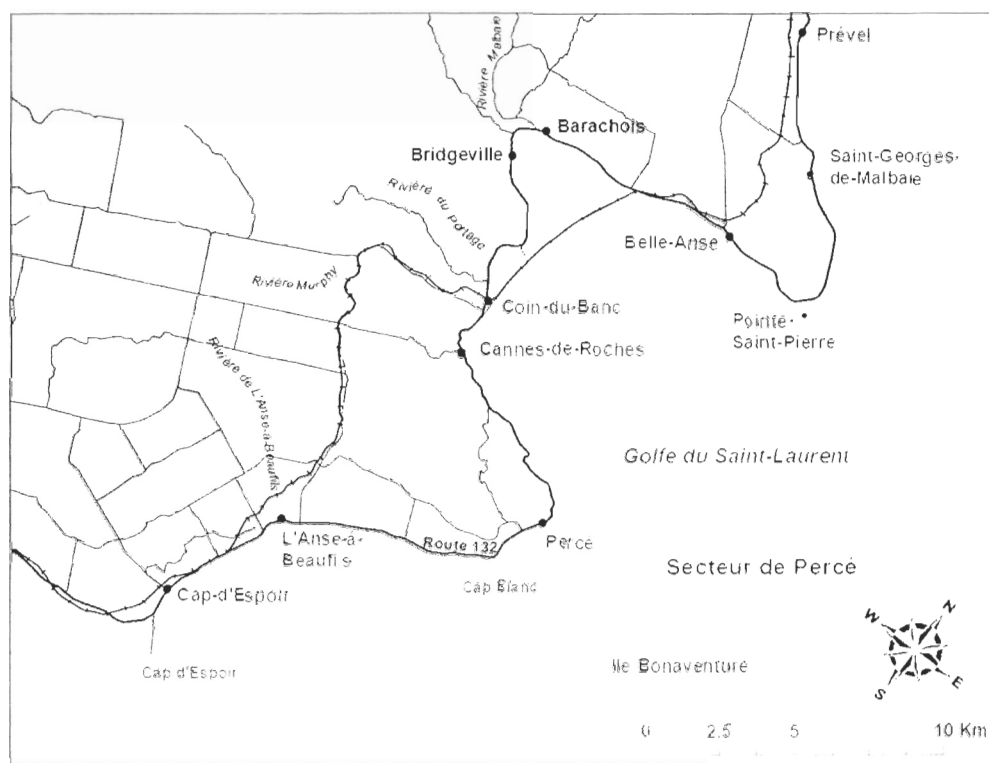 Prével
Rivière Malbaie
Barachois
Bridgeville
Saint-Georges-
de-Malbaie
Rivière du Portage
Belle-Anse
Rivière Murphy
Coin-du-Banc
Pointe-
Saint-Pierre
Cannes-de-Roches
Rivière de L'Anse-à-Beaufils
Golfe du Saint-Laurent
L'Anse-à-
Beaufils
Route 132
Percé
Secteur de Percé
Cap Blanc
Cap-d'Espoir
Cap d'Espoir
Ile Bonaventure
N
W
E
S
0 2.5 5 10 Km